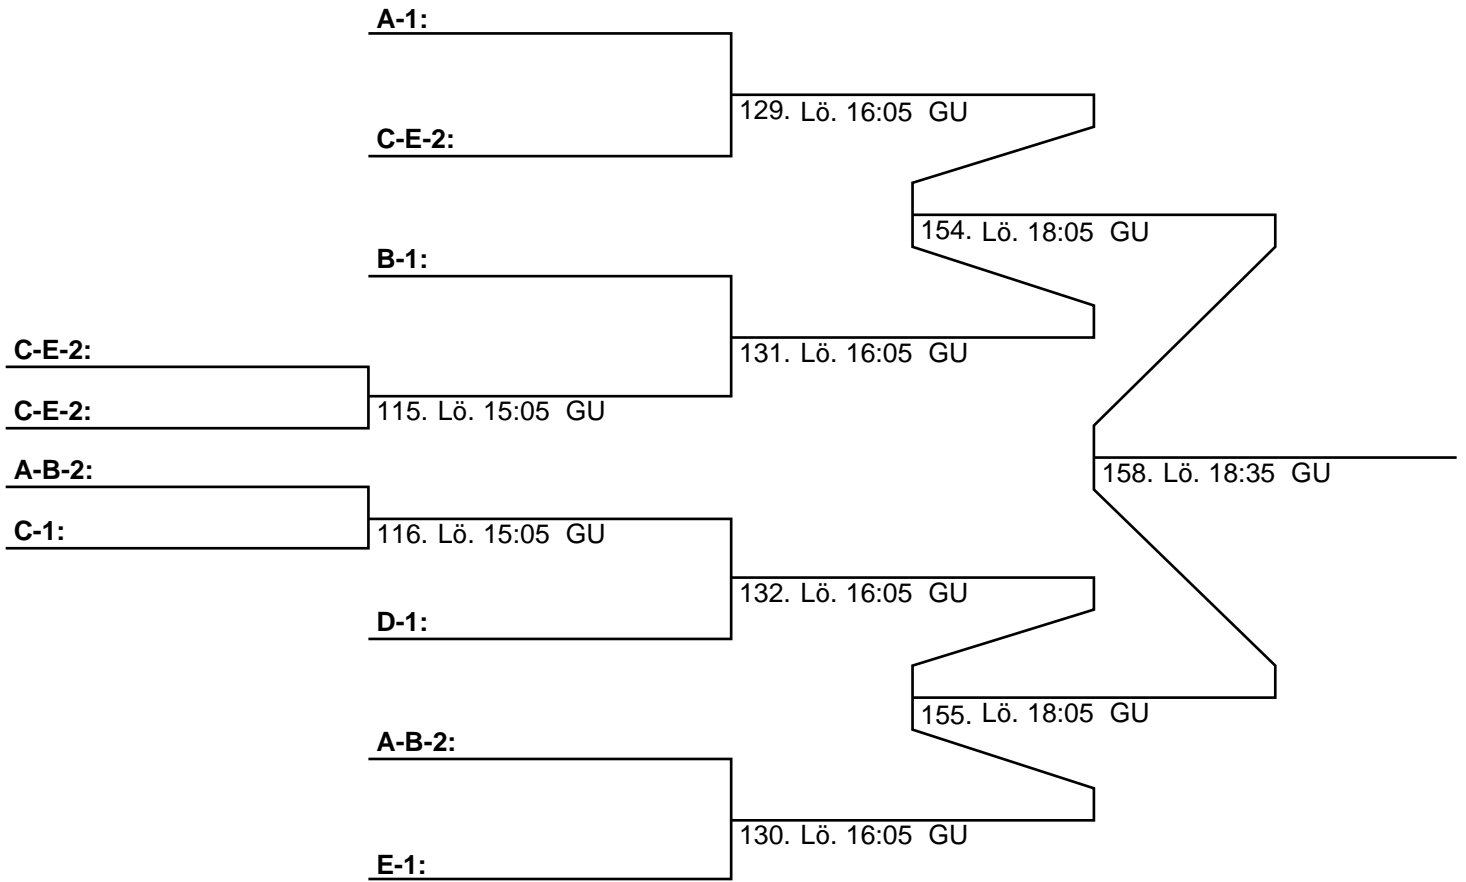 A-1:
129. Lö. 16:05 GU
C-E-2:
154. Lö. 18:05 GU
B-1:
C-E-2:
131. Lö. 16:05 GU
C-E-2:
115. Lö. 15:05 GU
A-B-2:
158. Lö. 18:35 GU
C-1:
116. Lö. 15:05 GU
132. Lö. 16:05 GU
D-1:
155. Lö. 18:05 GU
A-B-2:
130. Lö. 16:05 GU
E-1: